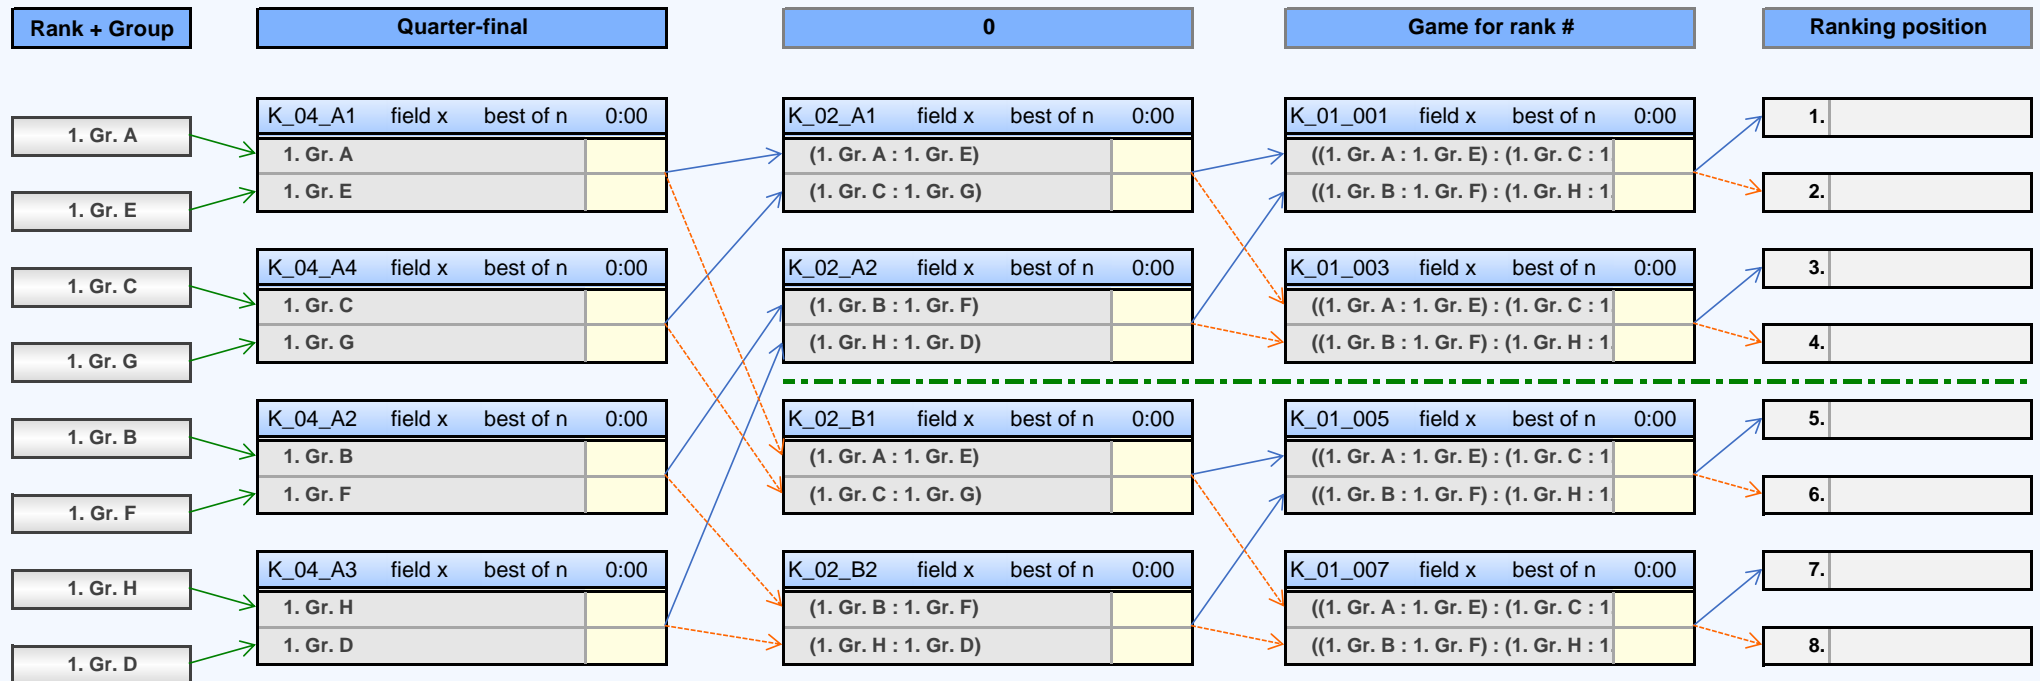 Rank + Group
Quarter-final
0
Game for rank #
Ranking position
1. Gr. A
1. Gr. E
1. Gr. C
1. Gr. G
1. Gr. B
1. Gr. F
1. Gr. H
1. Gr. D
K_04_A1 field x best of n 0:00
1. Gr. A
1. Gr. E
K_04_A4 field x best of n 0:00
1. Gr. C
1. Gr. G
K_04_A2 field x best of n 0:00
1. Gr. B
1. Gr. F
K_04_A3 field x best of n 0:00
1. Gr. H
1. Gr. D
K_02_A1 field x best of n 0:00
(1. Gr. A : 1. Gr. E)
(1. Gr. C : 1. Gr. G)
K_02_A2 field x best of n 0:00
(1. Gr. B : 1. Gr. F)
(1. Gr. H : 1. Gr. D)
K_02_B1 field x best of n 0:00
(1. Gr. A : 1. Gr. E)
(1. Gr. C : 1. Gr. G)
K_02_B2 field x best of n 0:00
(1. Gr. B : 1. Gr. F)
(1. Gr. H : 1. Gr. D)
K_01_001 field x best of n 0:00
((1. Gr. A : 1. Gr. E) : (1. Gr. C : 1.
((1. Gr. B : 1. Gr. F) : (1. Gr. H : 1.
K_01_003 field x best of n 0:00
((1. Gr. A : 1. Gr. E) : (1. Gr. C : 1.
((1. Gr. B : 1. Gr. F) : (1. Gr. H : 1.
K_01_005 field x best of n 0:00
((1. Gr. A : 1. Gr. E) : (1. Gr. C : 1.
((1. Gr. B : 1. Gr. F) : (1. Gr. H : 1.
K_01_007 field x best of n 0:00
((1. Gr. A : 1. Gr. E) : (1. Gr. C : 1.
((1. Gr. B : 1. Gr. F) : (1. Gr. H : 1.
1.
2.
3.
4.
5.
6.
7.
8.